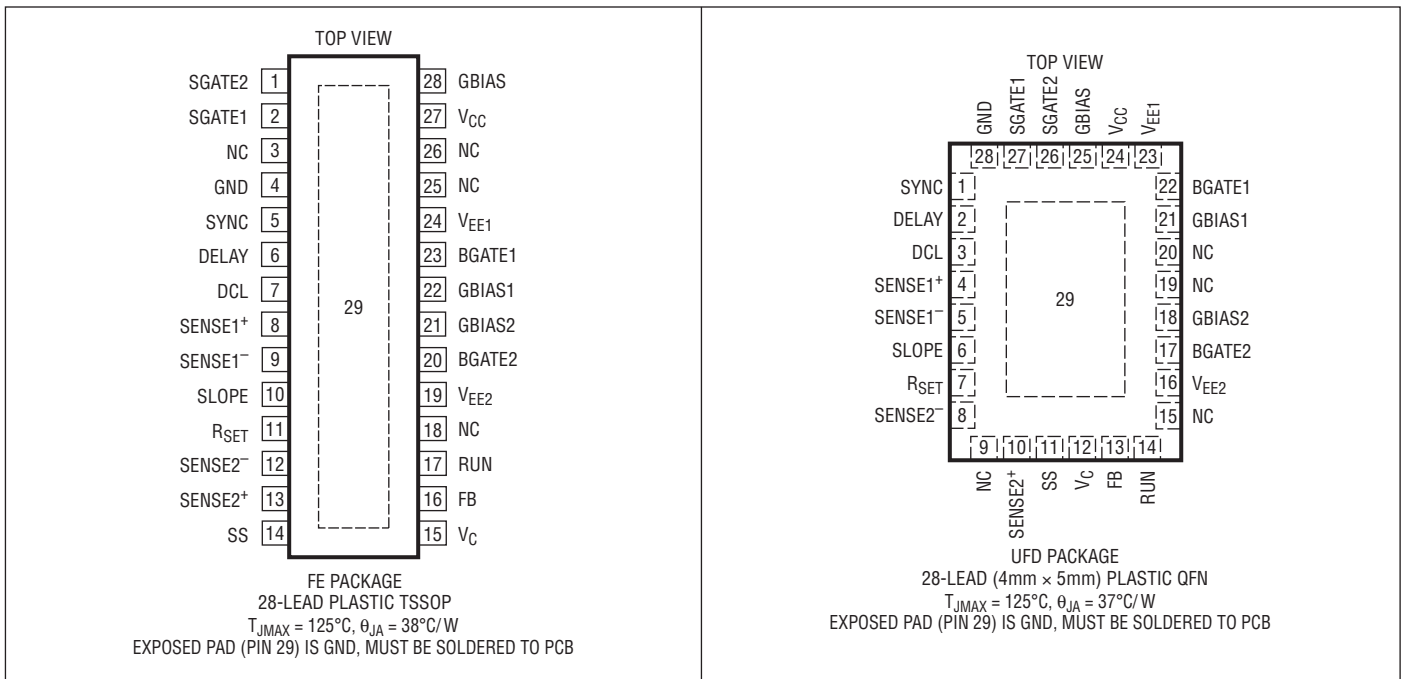 TOP VIEW
SGATE2 1
SGATE1 2
NC 3
GND 4
SYNC 5
DELAY 6
DCL 7
SENSE1+ 8
SENSE1– 9
SLOPE 10
RSET 11
SENSE2– 12
SENSE2+ 13
SS 14
29
28 GBIAS
27 VCC
26 NC
25 NC
24 VEE1
23 BGATE1
22 GBIAS1
21 GBIAS2
20 BGATE2
19 VEE2
18 NC
17 RUN
16 FB
15 VC
FE PACKAGE
28-LEAD PLASTIC TSSOP
TJMAX = 125°C, θJA = 38°C/W
EXPOSED PAD (PIN 29) IS GND, MUST BE SOLDERED TO PCB
TOP VIEW
GND SGATE1 SGATE2 GBIAS VCC VEE1
28 27 26 25 24 23
SYNC 1
DELAY 2
DCL 3
SENSE1+ 4
SENSE1– 5
SLOPE 6
RSET 7
SENSE2– 8
29
22 BGATE1
21 GBIAS1
20 NC
19 NC
18 GBIAS2
17 BGATE2
16 VEE2
15 NC
9 10 11 12 13 14
NC SENSE2+ SS VC FB RUN
UFD PACKAGE
28-LEAD (4mm × 5mm) PLASTIC QFN
TJMAX = 125°C, θJA = 37°C/W
EXPOSED PAD (PIN 29) IS GND, MUST BE SOLDERED TO PCB